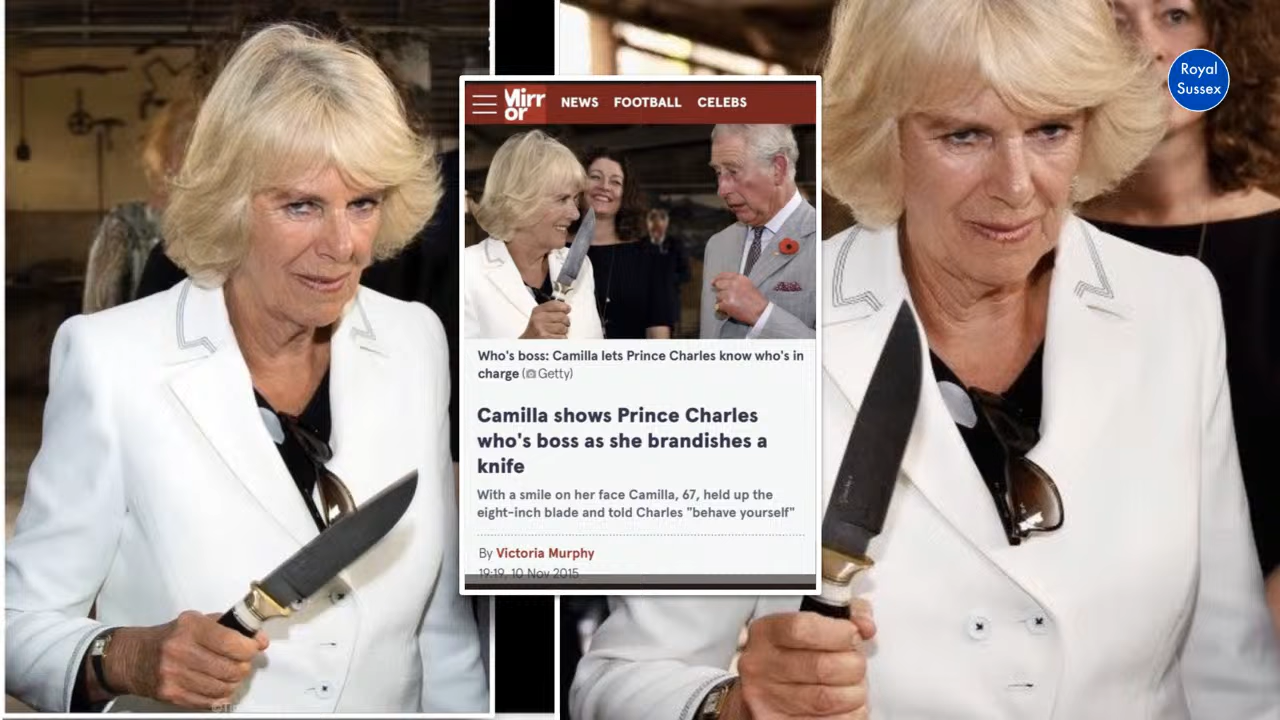 Royal
Sussex
Mirr
or
NEWS FOOTBALL CELEBS
Who's boss: Camilla lets Prince Charles know who's in
charge (Getty)
Camilla shows Prince Charles
who's boss as she brandishes a
knife
With a smile on her face Camilla, 67, held up the
eight-inch blade and told Charles "behave yourself"
By Victoria Murphy
19:19, 10 Nov 2015